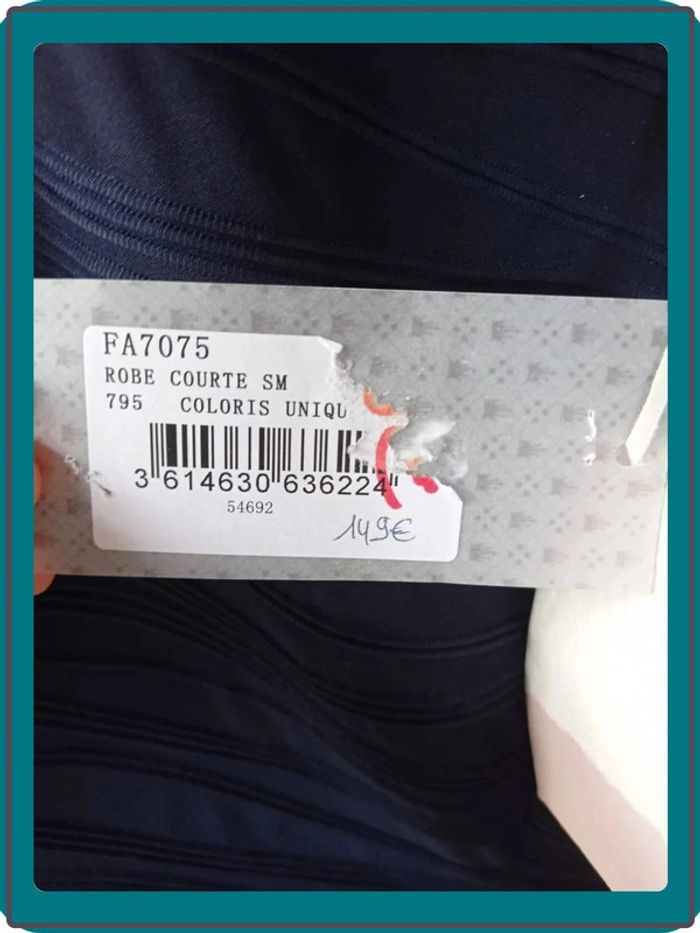 FA7075
ROBE COURTE SM
795 COLORIS UNIQU
3 614630 636224
54692
149€